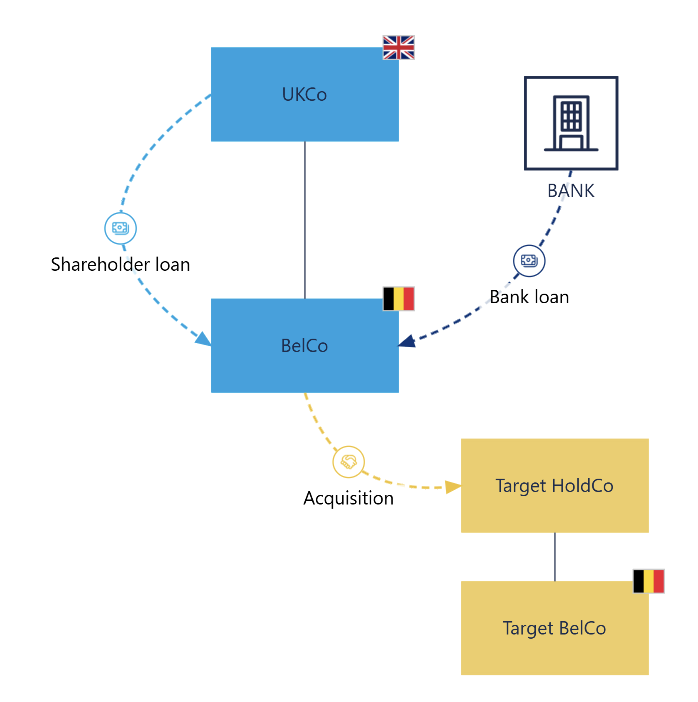 UKCo
BANK
Shareholder loan
Bank loan
BelCo
Acquisition
Target HoldCo
Target BelCo